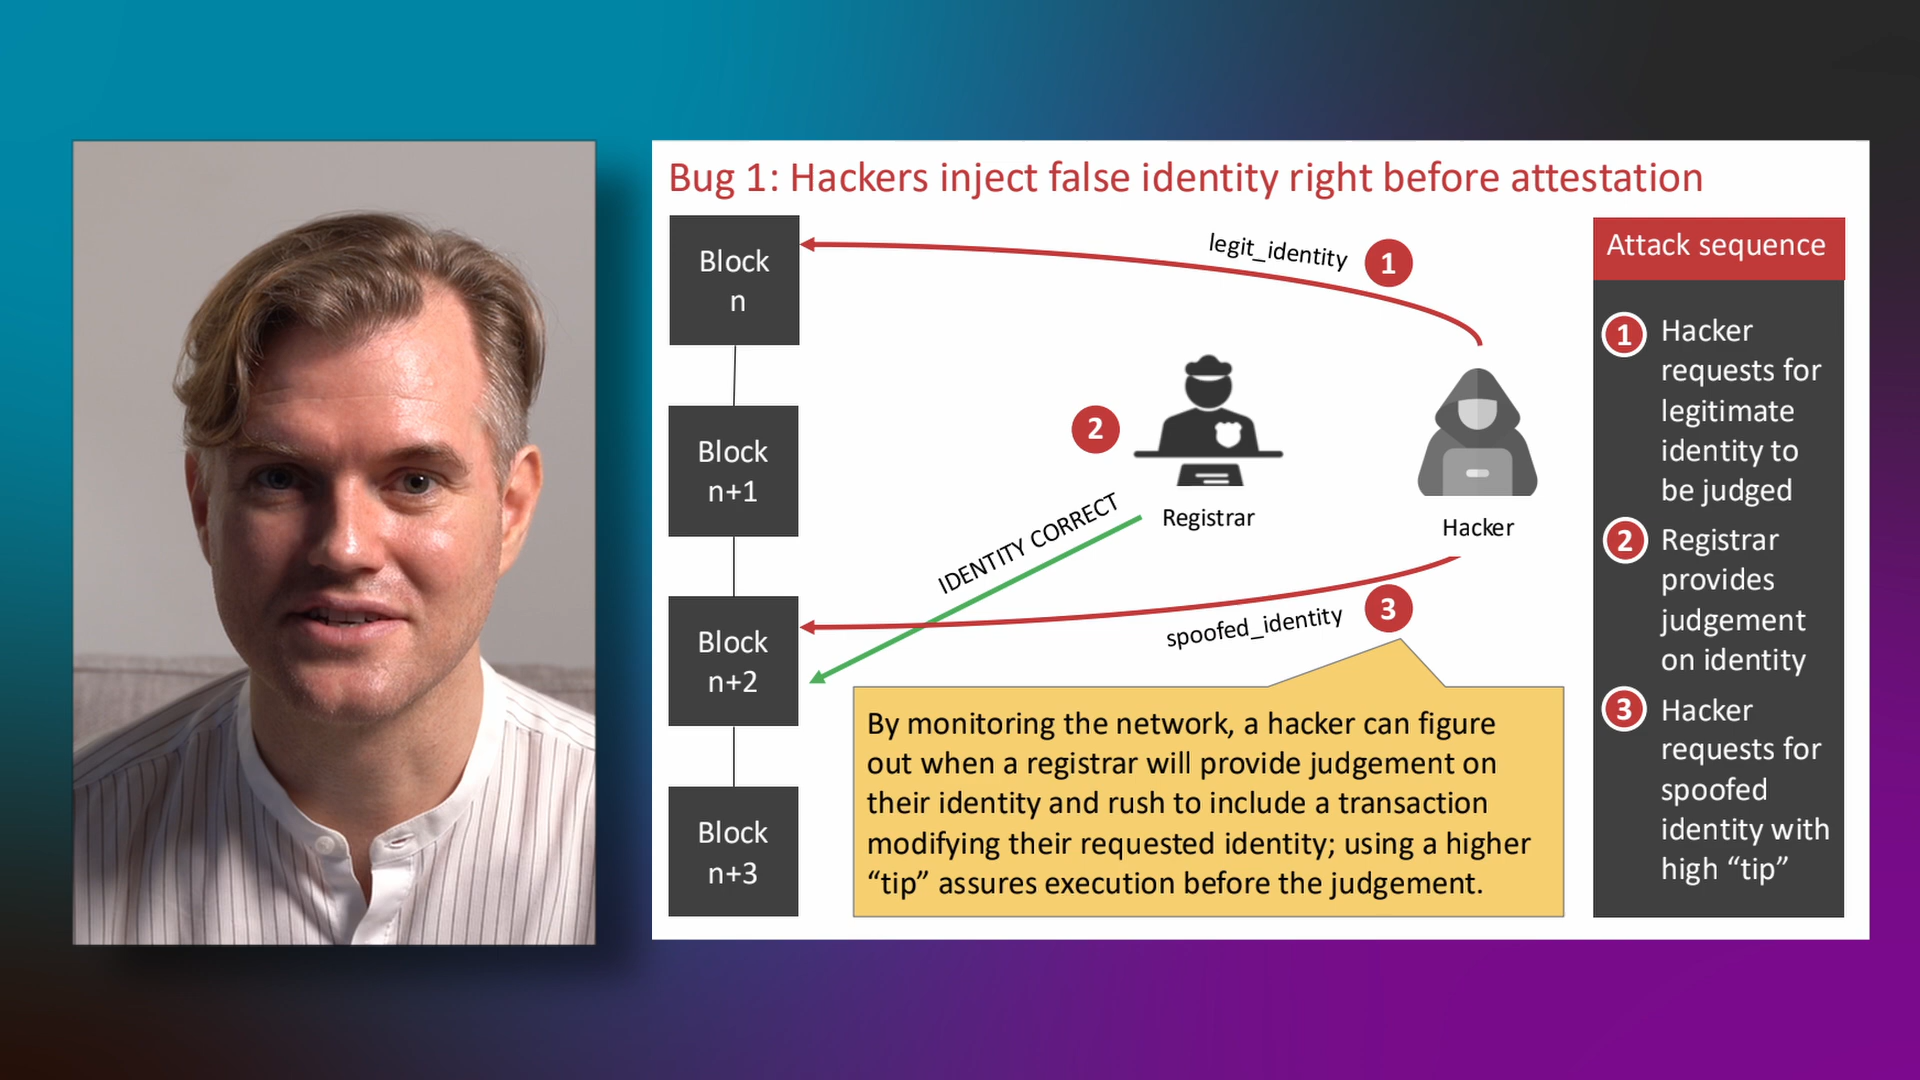 Bug 1: Hackers inject false identity right before attestation
Block
n
Block
n+1
Block
n+2
Block
n+3
legit_identity
1
2
Registrar
Hacker
IDENTITY CORRECT
spoofed_identity
3
By monitoring the network, a hacker can figure
out when a registrar will provide judgement on
their identity and rush to include a transaction
modifying their requested identity; using a higher
“tip” assures execution before the judgement.
Attack sequence
1
Hacker
requests for
legitimate
identity to
be judged
2
Registrar
provides
judgement
on identity
3
Hacker
requests for
spoofed
identity with
high “tip”